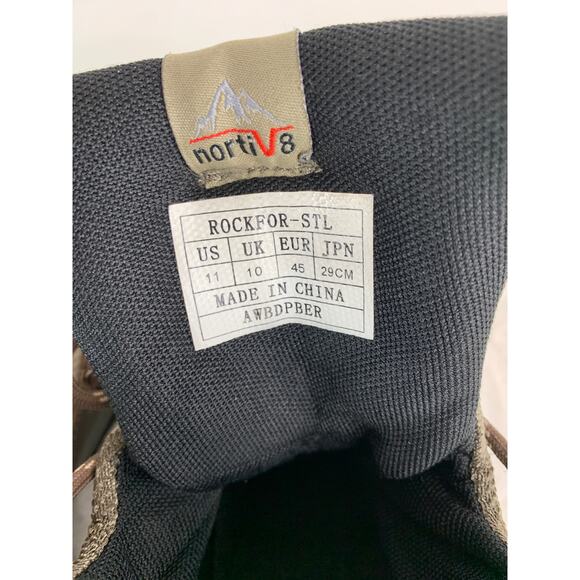 nortiV8
ROCKFOR-STL
US UK EUR JPN
11 10 45 29CM
MADE IN CHINA
AWBDPBER